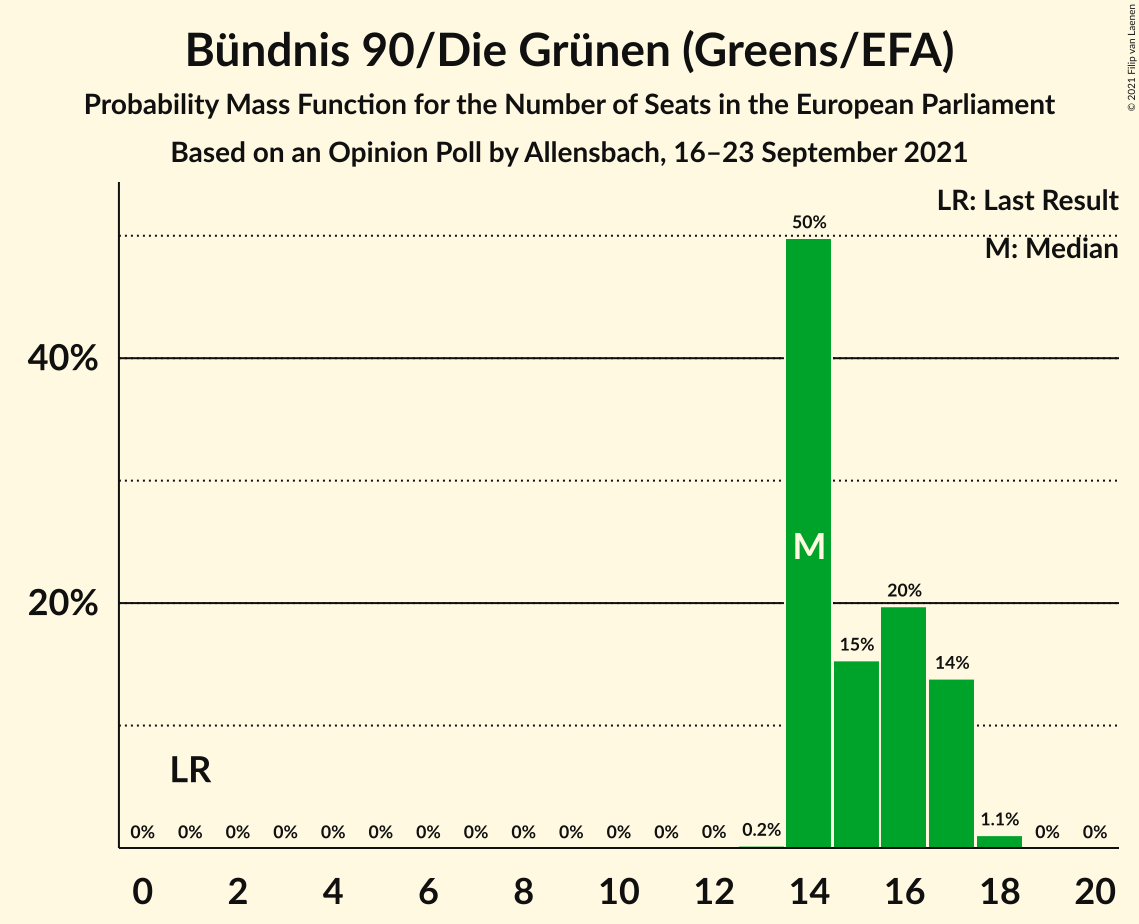 Bündnis 90/Die Grünen (Greens/EFA)
Probability Mass Function for the Number of Seats in the European Parliament
Based on an Opinion Poll by Allensbach, 16–23 September 2021
© 2021 Filip van Laenen
LR: Last Result
M: Median
50%
40%
M
20%
20%
15%
14%
LR
0% 0% 0% 0% 0% 0% 0% 0% 0% 0% 0% 0% 0% 0.2% 1.1% 0% 0%
0 2 4 6 8 10 12 14 16 18 20